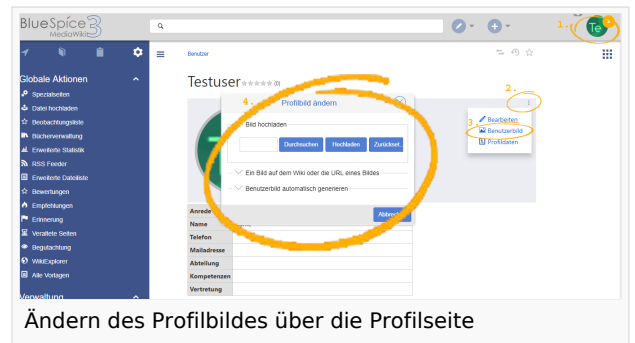 BlueSpice 3
MediaWiki
1.
Te
Benutzer
Globale Aktionen
Spezialseiten
Datei hochladen
Beobachtungsliste
Bücherverwaltung
Erweiterte Statistik
RSS Feeder
Erweiterte Dateiliste
Bewertungen
Empfehlungen
Erinnerung
Veraltete Seiten
Begutachtung
WikiExplorer
Alle Vorlagen
Verwaltung
Testuser (0)
2.
3.
Bearbeiten
Benutzerbild
Profildaten
4.
Profilbild ändern
Bild hochladen
Durchsuchen Hochladen Zurückset.
Ein Bild auf dem Wiki oder die URL eines Bildes
Benutzerbild automatisch generieren
Anrede
Name
Telefon
Mailadresse
Abteilung
Kompetenzen
Vertretung
Ändern des Profilbildes über die Profilseite